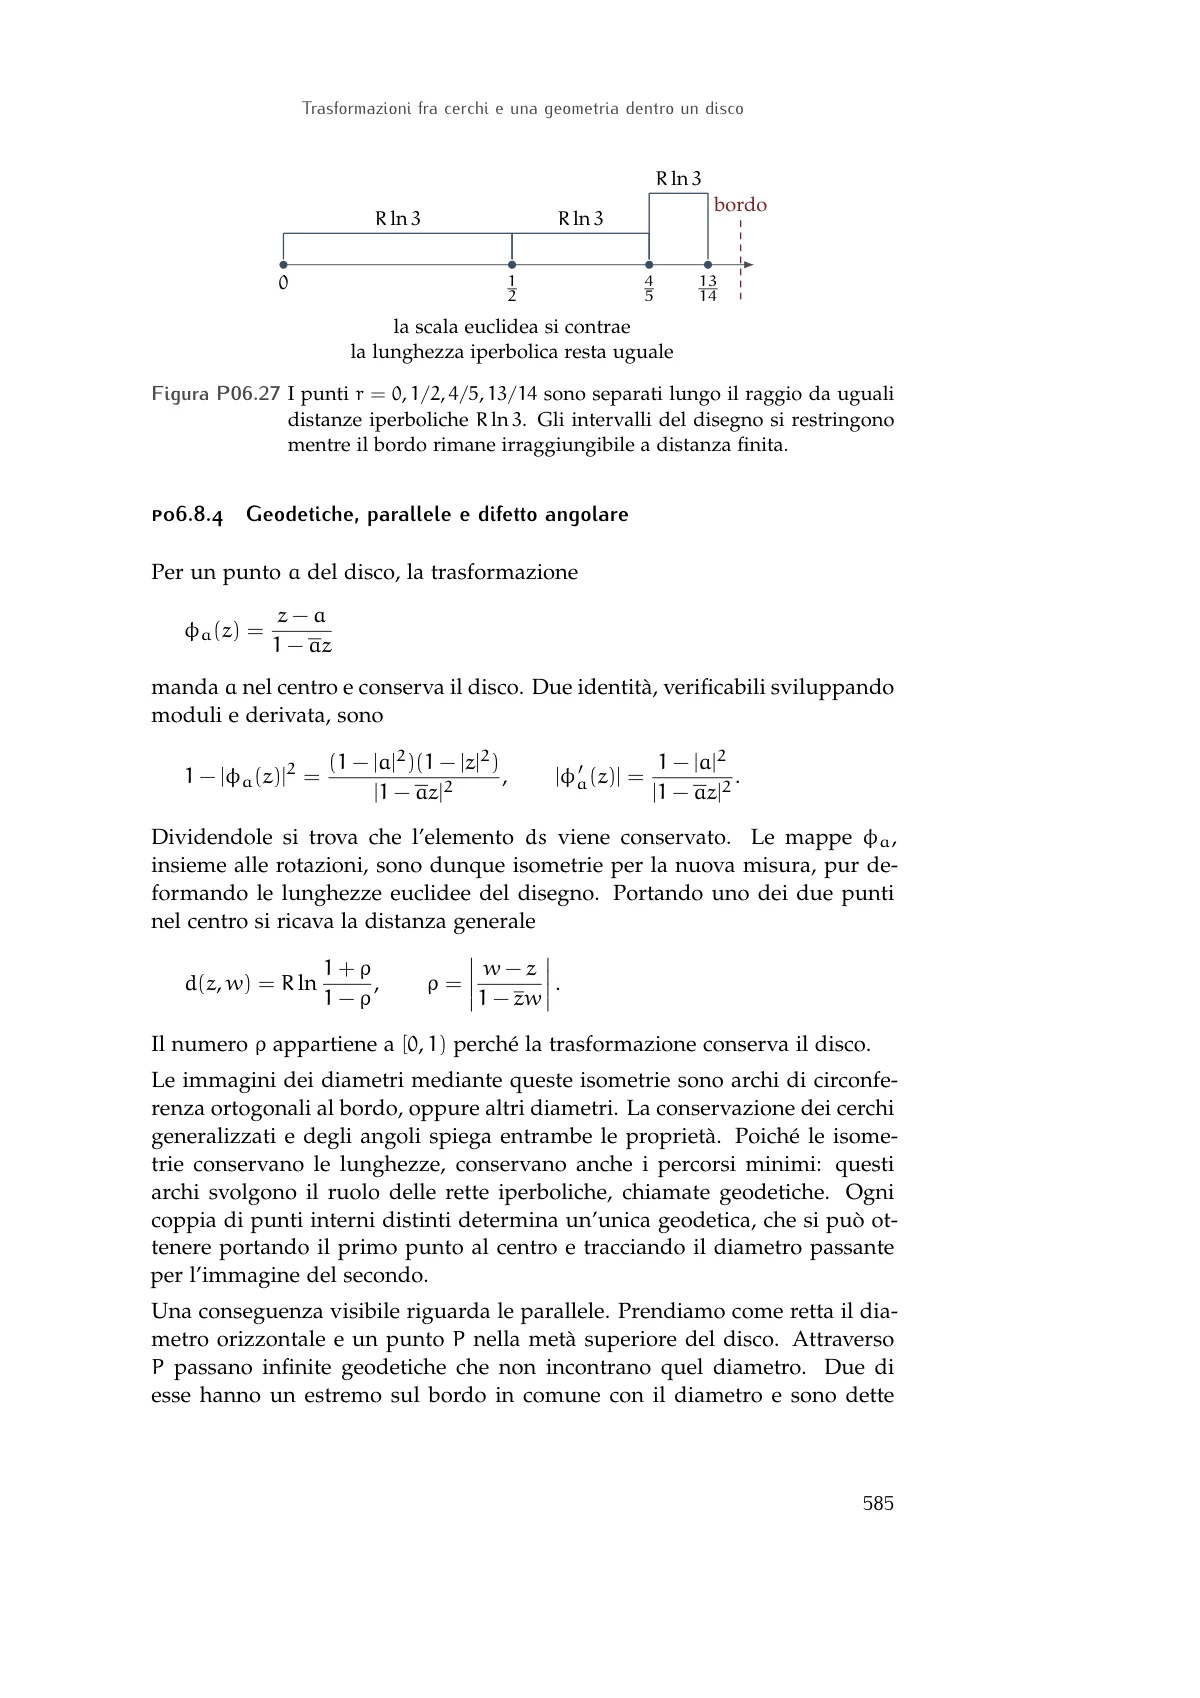 Trasformazioni fra cerchi e una geometria dentro un disco
R ln 3
bordo
R ln 3 R ln 3
0 1/2 4/5 13/14
la scala euclidea si contrae
la lunghezza iperbolica resta uguale
Figura P06.27 I punti r = 0, 1/2, 4/5, 13/14 sono separati lungo il raggio da uguali
distanze iperboliche R ln 3. Gli intervalli del disegno si restringono
mentre il bordo rimane irraggiungibile a distanza finita.
P06.8.4 Geodetiche, parallele e difetto angolare
Per un punto a del disco, la trasformazione
ϕₐ(z) = (z − a)/(1 − a̅z)
manda a nel centro e conserva il disco. Due identità, verificabili sviluppando
moduli e derivata, sono
1 − |ϕₐ(z)|² = (1 − |a|²)(1 − |z|²)/|1 − a̅z|², |ϕ′ₐ(z)| = (1 − |a|²)/|1 − a̅z|².
Dividendole si trova che l’elemento ds viene conservato. Le mappe ϕₐ,
insieme alle rotazioni, sono dunque isometrie per la nuova misura, pur de-
formando le lunghezze euclidee del disegno. Portando uno dei due punti
nel centro si ricava la distanza generale
d(z, w) = R ln (1 + ρ)/(1 − ρ), ρ = |(w − z)/(1 − z̅w)|.
Il numero ρ appartiene a [0, 1) perché la trasformazione conserva il disco.
Le immagini dei diametri mediante queste isometrie sono archi di circonfe-
renza ortogonali al bordo, oppure altri diametri. La conservazione dei cerchi
generalizzati e degli angoli spiega entrambe le proprietà. Poiché le isome-
trie conservano le lunghezze, conservano anche i percorsi minimi: questi
archi svolgono il ruolo delle rette iperboliche, chiamate geodetiche. Ogni
coppia di punti interni distinti determina un’unica geodetica, che si può ot-
tenere portando il primo punto al centro e tracciando il diametro passante
per l’immagine del secondo.
Una conseguenza visibile riguarda le parallele. Prendiamo come retta il dia-
metro orizzontale e un punto P nella metà superiore del disco. Attraverso
P passano infinite geodetiche che non incontrano quel diametro. Due di
esse hanno un estremo sul bordo in comune con il diametro e sono dette
585